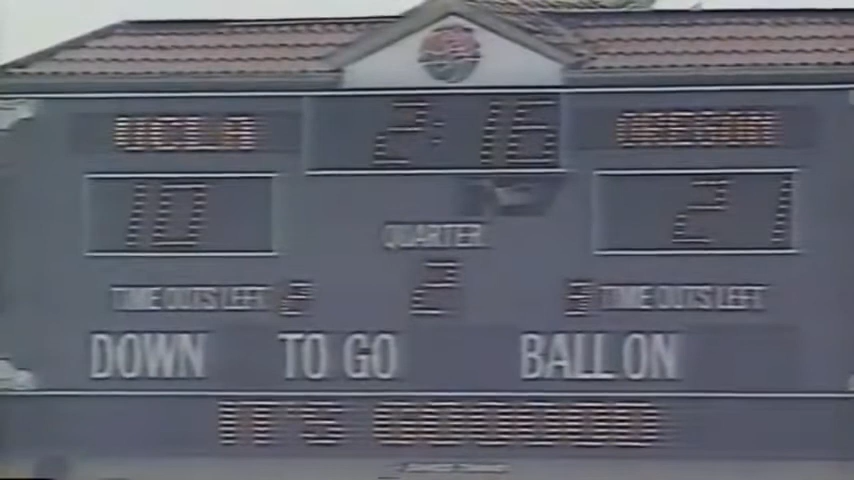 UCLA 2:16 OREGON
10 21
QUARTER
TIME OUTS LEFT 2 2 3 TIME OUTS LEFT
DOWN TO GO BALL ON
IT'S GOOOOD